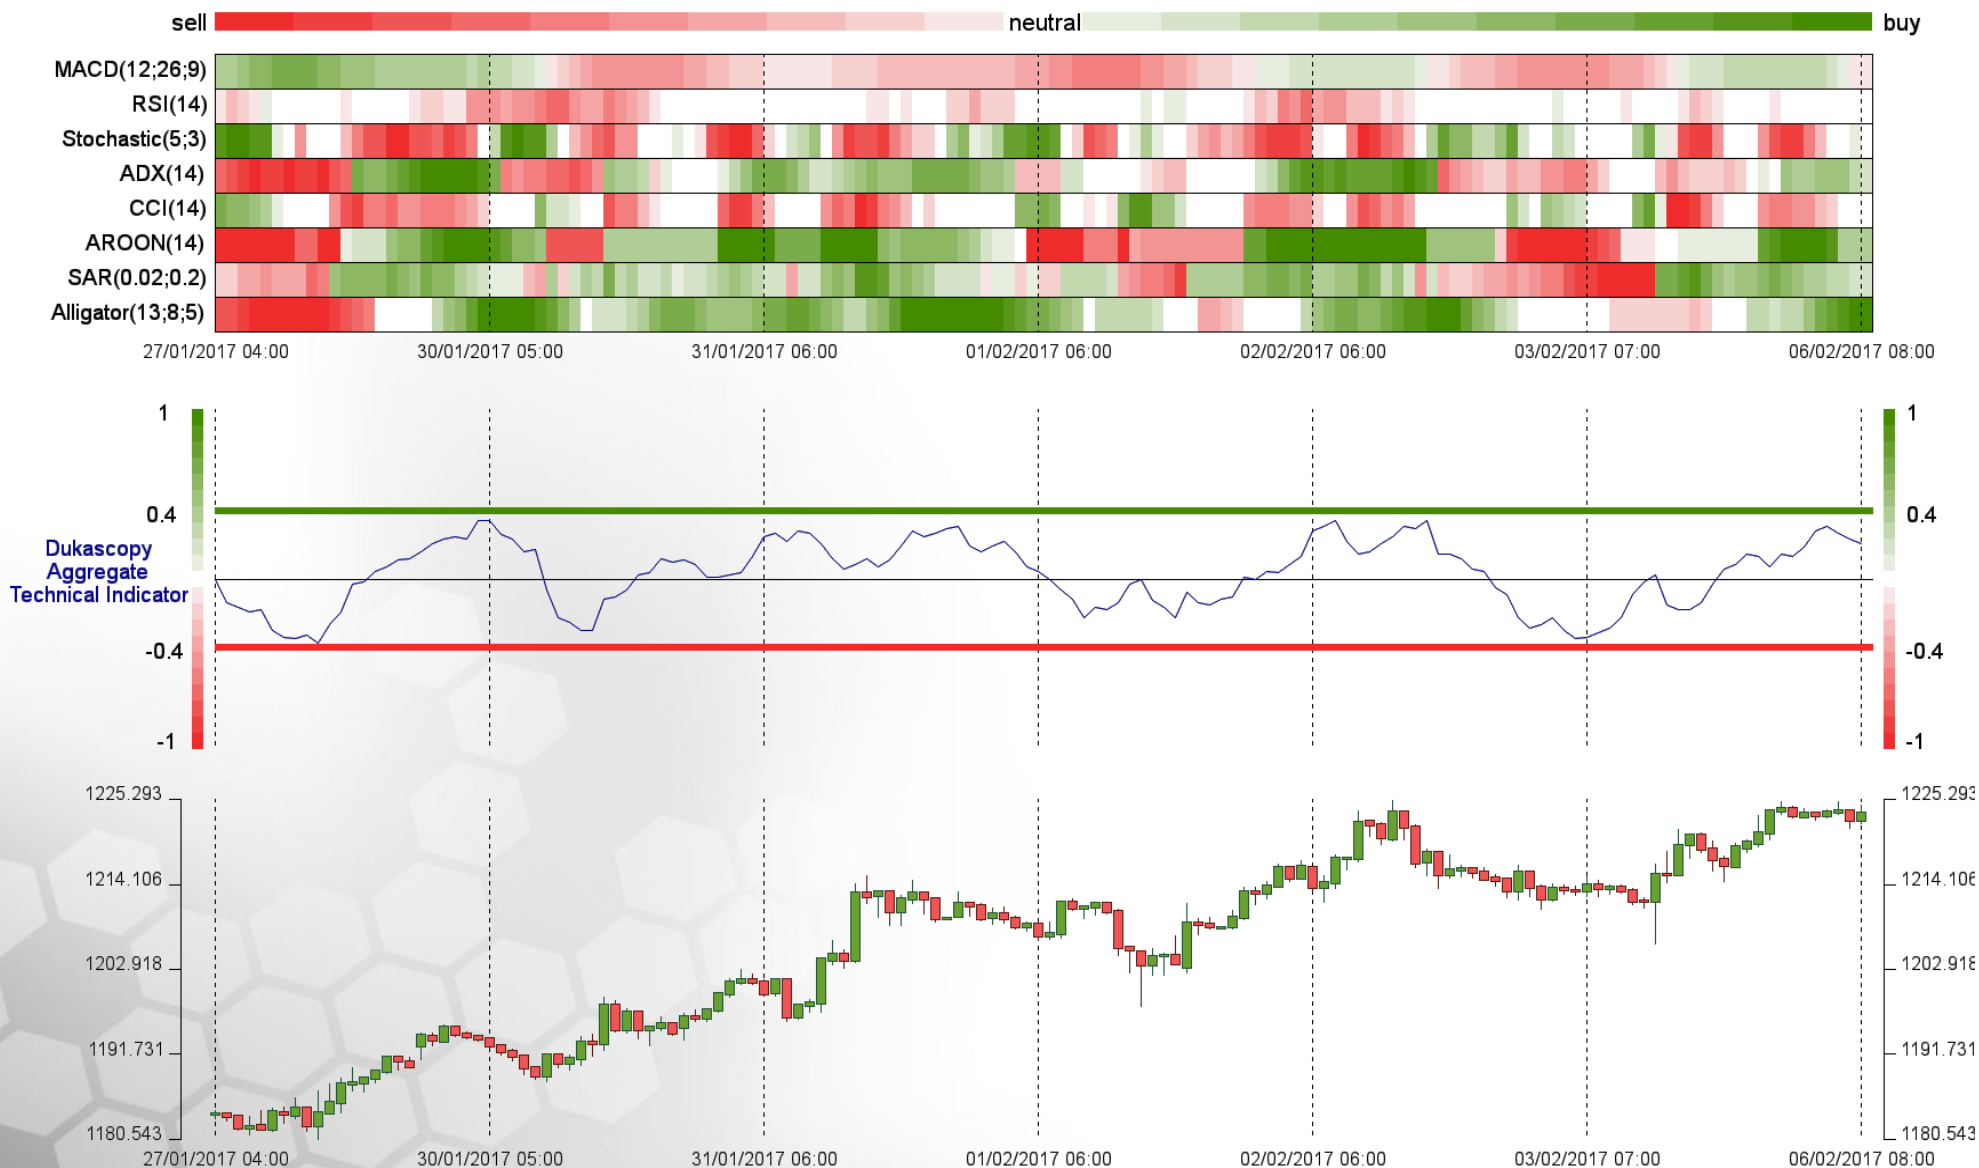 sell neutral buy
MACD(12;26;9)
RSI(14)
Stochastic(5;3)
ADX(14)
CCI(14)
AROON(14)
SAR(0.02;0.2)
Alligator(13;8;5)
27/01/2017 04:00 30/01/2017 05:00 31/01/2017 06:00 01/02/2017 06:00 02/02/2017 06:00 03/02/2017 07:00 06/02/2017 08:00
1 1
0.4 0.4
Dukascopy
Aggregate
Technical Indicator
-0.4 -0.4
-1 -1
1225.293 1225.293
1214.106 1214.106
1202.918 1202.918
1191.731 1191.731
1180.543 1180.543
27/01/2017 04:00 30/01/2017 05:00 31/01/2017 06:00 01/02/2017 06:00 02/02/2017 06:00 03/02/2017 07:00 06/02/2017 08:00